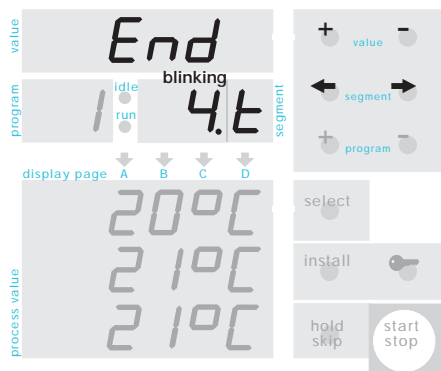 value
End
+ -
value
blinking
program
1
idle
run
4.t
segment
segment
+ -
program
display page A B C D
process value
20°C
21°C
21°C
select
install
hold
skip
start
stop